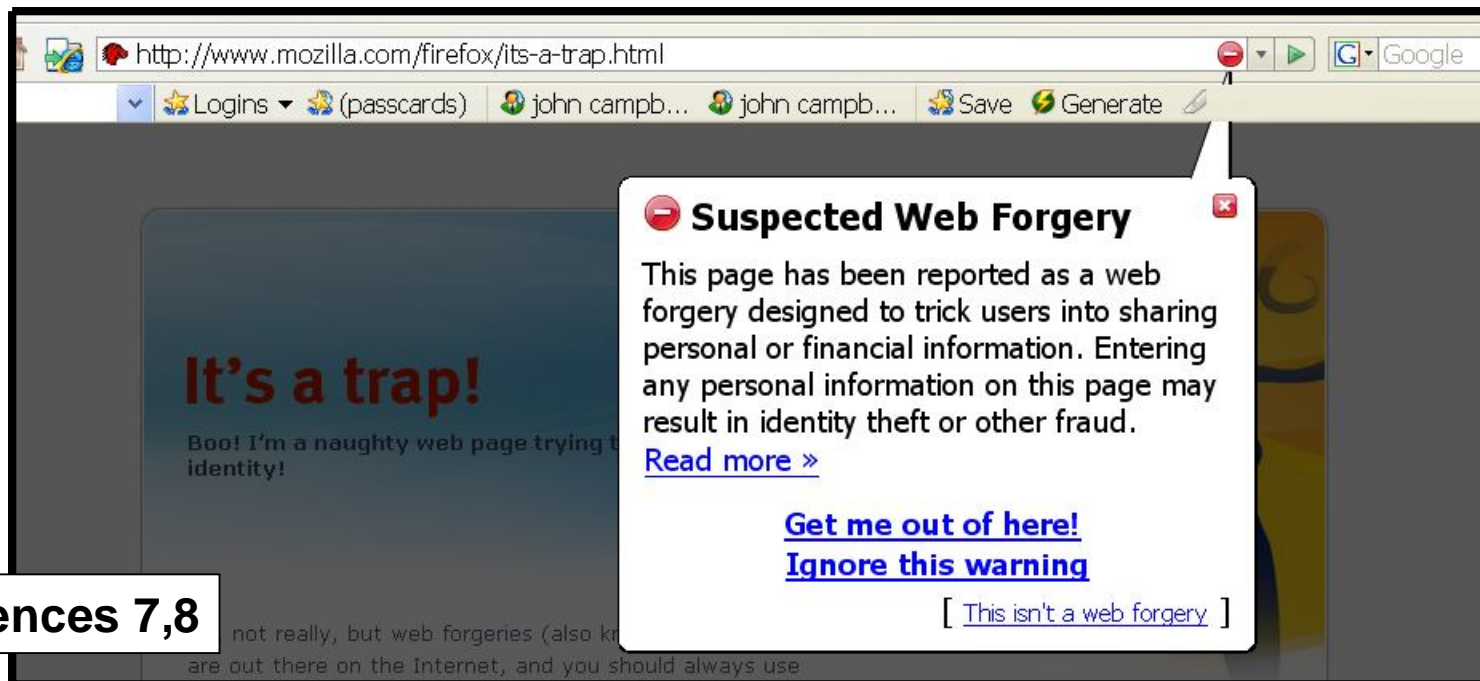 http://www.mozilla.com/firefox/its-a-trap.html
G Google
Logins (passcards) john campb... john campb... Save Generate
Suspected Web Forgery
This page has been reported as a web
forgery designed to trick users into sharing
personal or financial information. Entering
any personal information on this page may
result in identity theft or other fraud.
Read more »
Get me out of here!
Ignore this warning
[ This isn't a web forgery ]
It's a trap!
Boo! I'm a naughty web page trying
identity!
ences 7,8
not really, but web forgeries (also
are out there on the Internet, and you should always use